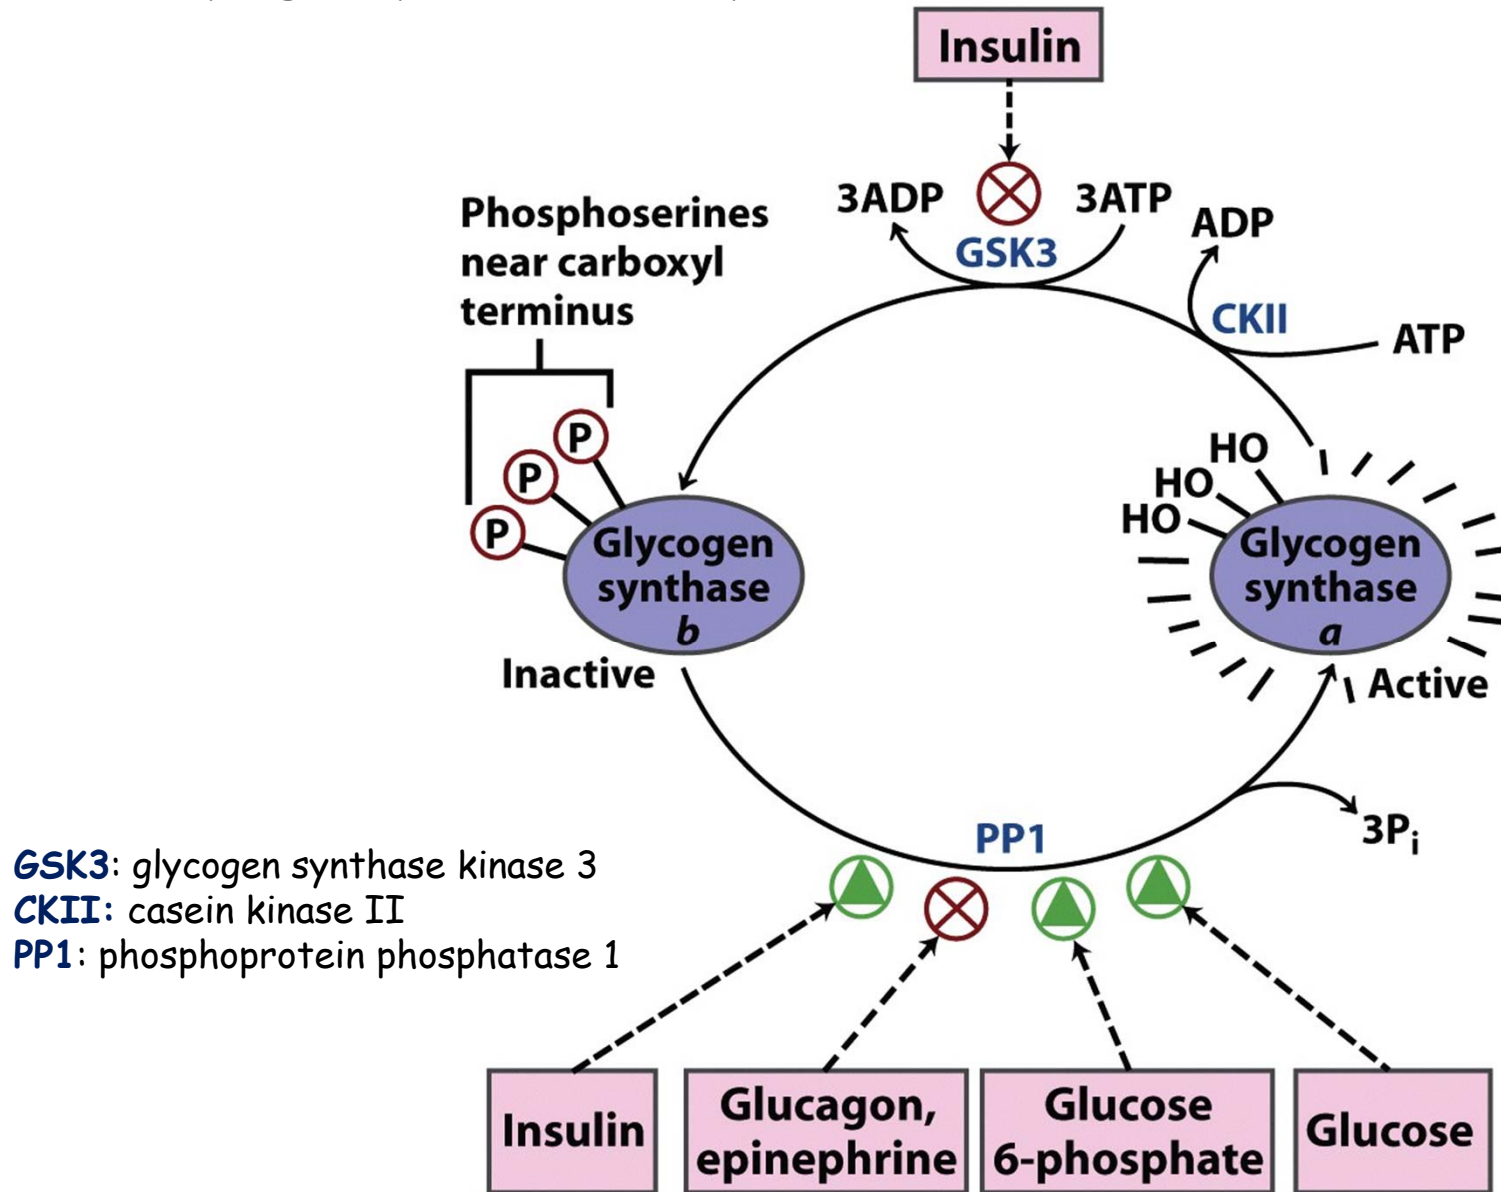 Insulin
3ADP
3ATP
GSK3
ADP
CKII
ATP
Phosphoserines
near carboxyl
terminus
P
P
P
HO
HO
HO
Glycogen
synthase
b
Inactive
Glycogen
synthase
a
Active
PP1
3Pi
GSK3: glycogen synthase kinase 3
CKII: casein kinase II
PP1: phosphoprotein phosphatase 1
Insulin
Glucagon,
epinephrine
Glucose
6-phosphate
Glucose